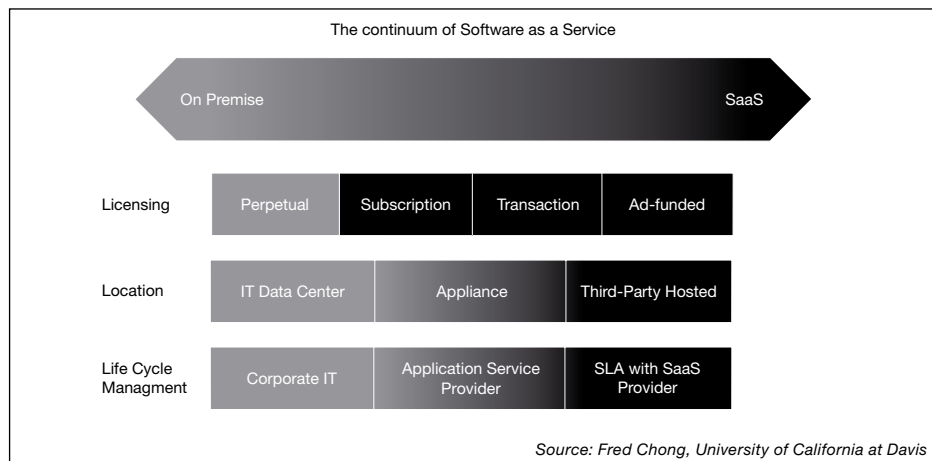 The continuum of Software as a Service
On Premise SaaS
Licensing Perpetual Subscription Transaction Ad-funded
Location IT Data Center Appliance Third-Party Hosted
Life Cycle
Managment
Corporate IT
Application Service
Provider
SLA with SaaS
Provider
Source: Fred Chong, University of California at Davis